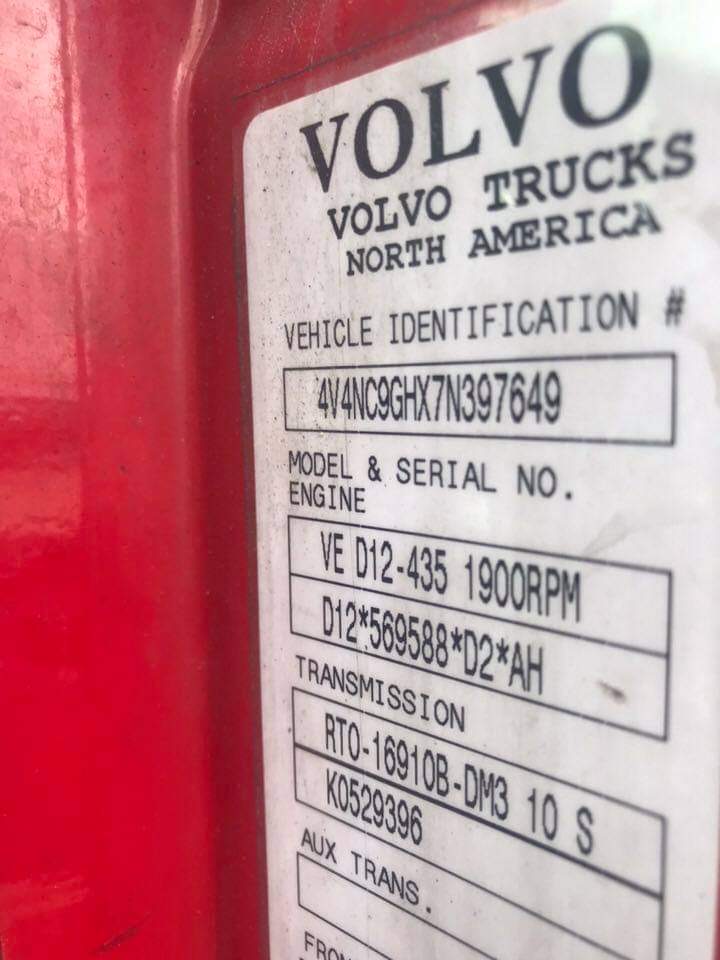 VOLVO
VOLVO TRUCKS
NORTH AMERICA
VEHICLE IDENTIFICATION #
4V4NC9GHX7N397649
MODEL & SERIAL NO.
ENGINE
VE D12-435 1900RPM
D12*569588*D2*AH
TRANSMISSION
RTO-16910B-DM3 10 S
K0529396
AUX TRANS.